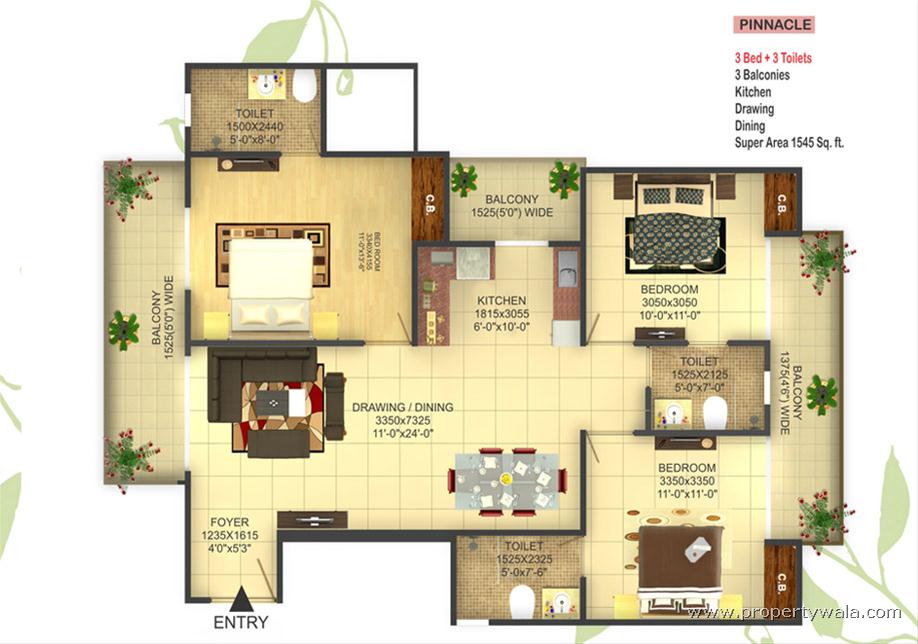 PINNACLE
3 Bed + 3 Toilets
3 Balconies
Kitchen
Drawing
Dining
Super Area 1545 Sq. ft.
TOILET
1500X2440
5'-0"x8'-0"
C.B.
BALCONY
1525(5'0") WIDE
C.B.
BED ROOM
3340X4155
11'-0"x13'-8"
BALCONY
1525(5'0") WIDE
KITCHEN
1815x3055
6'-0"x10'-0"
BEDROOM
3050x3050
10'-0"x11'-0"
TOILET
1525X2125
5'-0"x7'-0"
BALCONY
1375(4'6") WIDE
DRAWING / DINING
3350x7325
11'-0"x24'-0"
BEDROOM
3350x3350
11'-0"x11'-0"
FOYER
1235X1615
4'0"x5'3"
TOILET
1525X2325
5'-0x7'-6"
C.B.
ENTRY
www.propertywala.com